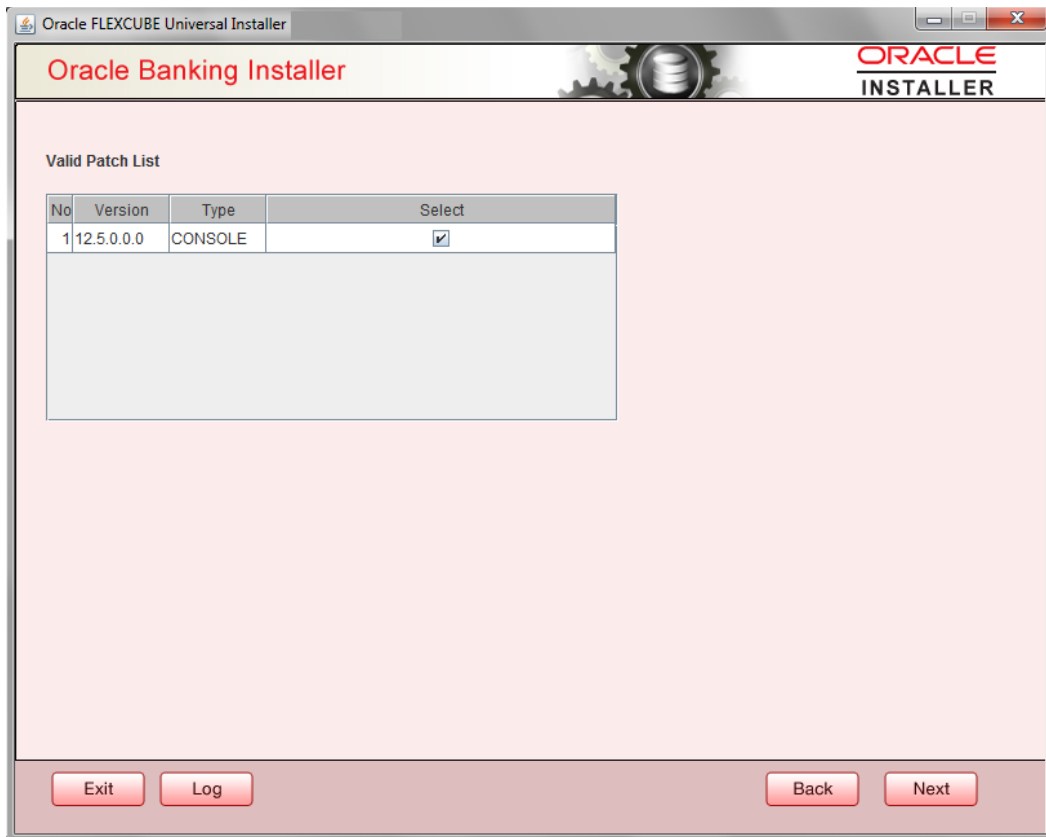 Oracle FLEXCUBE Universal Installer
Oracle Banking Installer
ORACLE
INSTALLER
Valid Patch List
No Version Type Select
1 12.5.0.0.0 CONSOLE
Exit Log Back Next